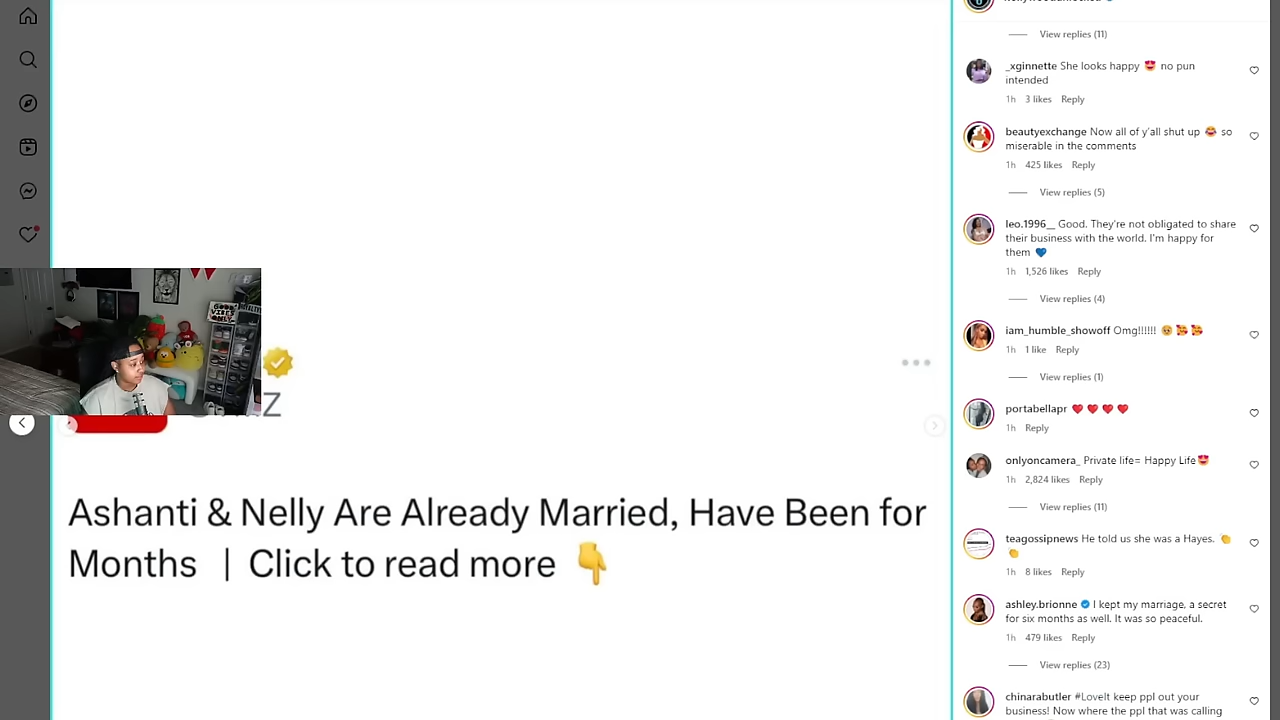 View replies (11)
_xginnette She looks happy 😍 no pun
intended
1h 3 likes Reply
beautyexchange Now all of y'all shut up 😂 so
miserable in the comments
1h 425 likes Reply
View replies (5)
leo.1996__ Good. They're not obligated to share
their business with the world. I'm happy for
them 💙
1h 1,526 likes Reply
View replies (4)
iam_humble_showoff Omg!!!!!! 🥹 🥰 🥰
1h 1 like Reply
View replies (1)
portabellapr ♥️ ♥️ ♥️ ♥️
1h Reply
onlyoncamera_ Private life= Happy Life😍
1h 2,824 likes Reply
View replies (11)
teagossipnews He told us she was a Hayes. 👏
👏
1h 8 likes Reply
ashley.brionne I kept my marriage, a secret
for six months as well. It was so peaceful.
1h 479 likes Reply
View replies (23)
chinarabutler #LoveIt keep ppl out your
business! Now where the ppl that was calling
GOOD
VIBES
ONLY
Z
Ashanti & Nelly Are Already Married, Have Been for
Months | Click to read more 👇